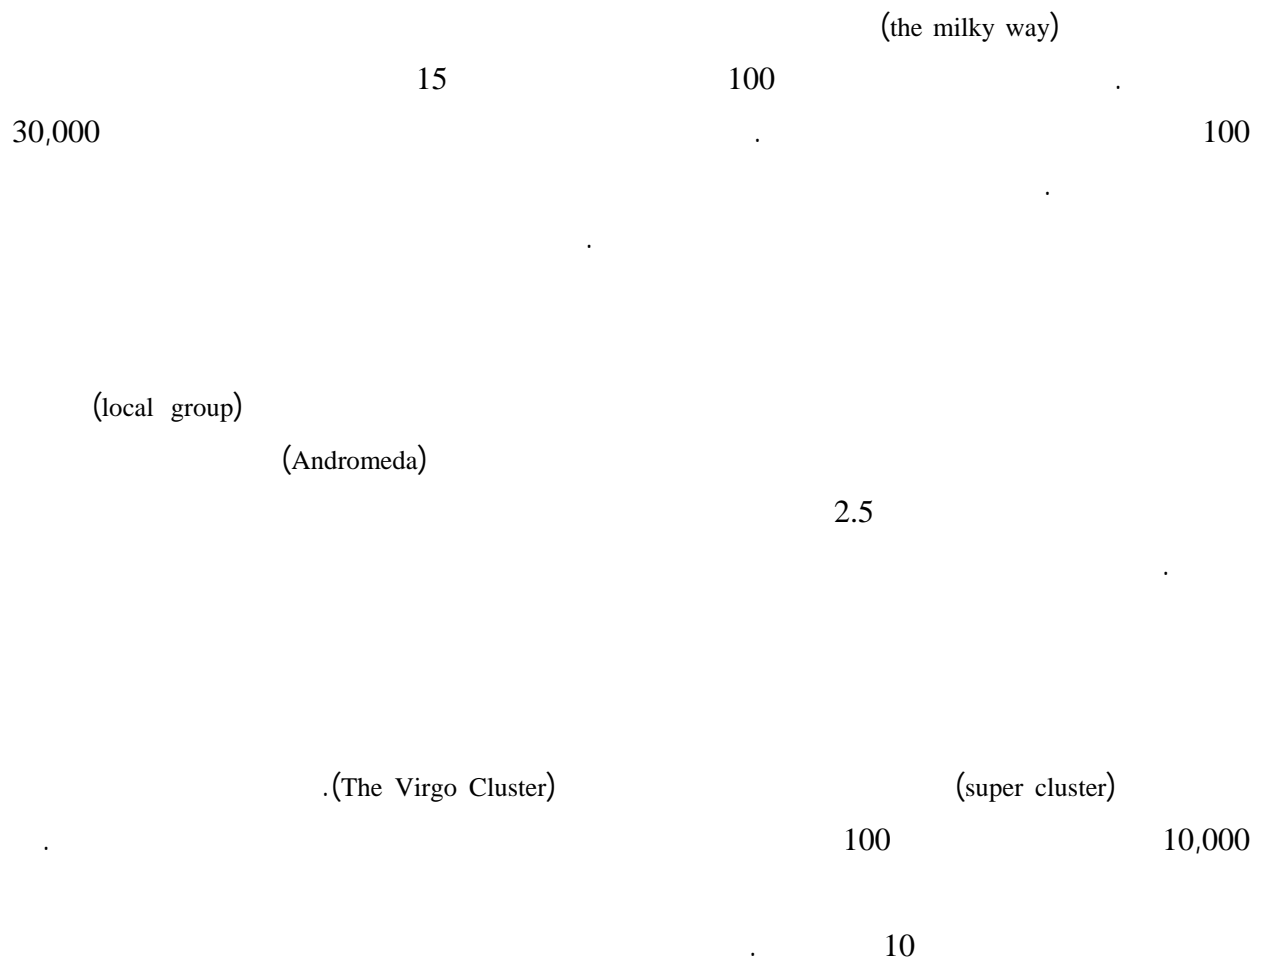 (the milky way)
15 100 .
30,000 . 100
.
.
(local group)
(Andromeda)
2.5
.
.(The Virgo Cluster) (super cluster)
. 100 10,000
. 10